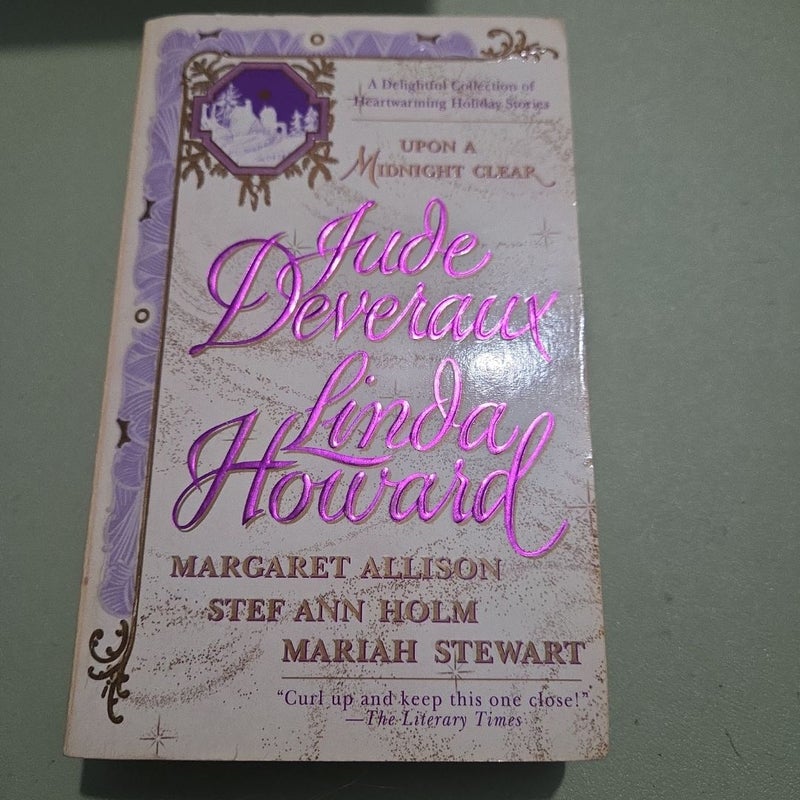 A Delightful Collection of
Heartwarming Holiday Stories
UPON A
MIDNIGHT CLEAR
Jude
Deveraux
Linda
Howard
MARGARET ALLISON
STEF ANN HOLM
MARIAH STEWART
“Curl up and keep this one close!”
—The Literary Times